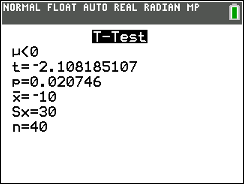 NORMAL FLOAT AUTO REAL RADIAN MP
T-Test
μ<0
t=-2.108185107
p=0.020746
x̄=-10
Sx=30
n=40